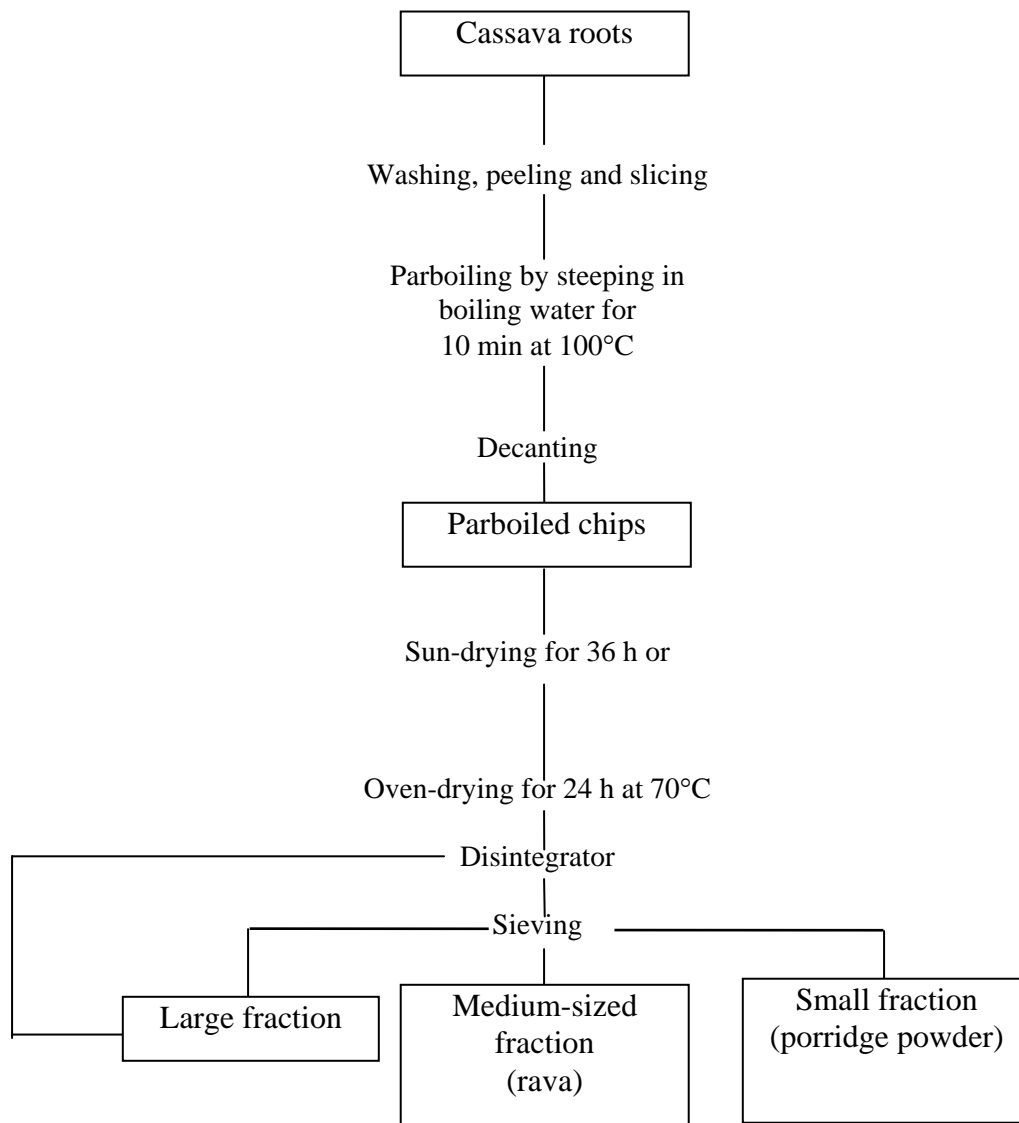 Cassava roots
Washing, peeling and slicing
Parboiling by steeping in
boiling water for
10 min at 100°C
Decanting
Parboiled chips
Sun-drying for 36 h or
Oven-drying for 24 h at 70°C
Disintegrator
Sieving
Large fraction
Medium-sized
fraction
(rava)
Small fraction
(porridge powder)